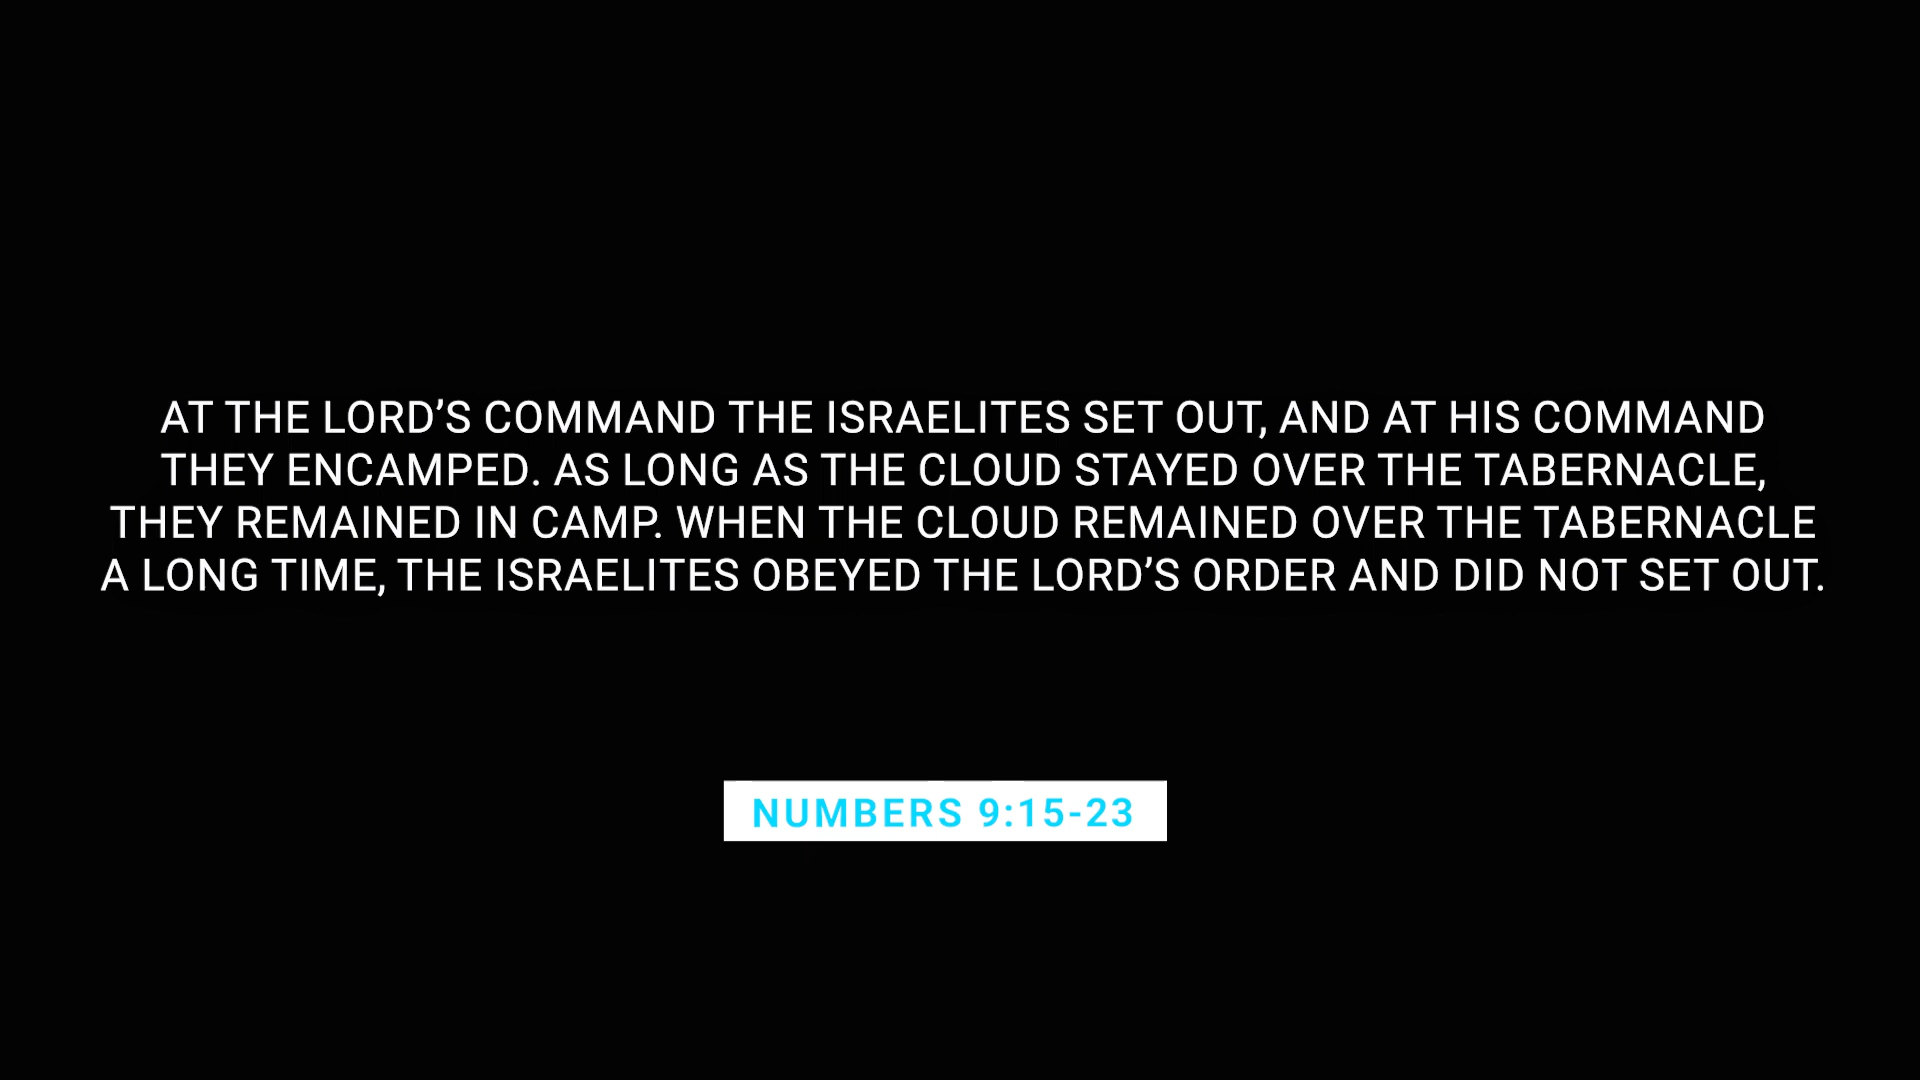 AT THE LORD’S COMMAND THE ISRAELITES SET OUT, AND AT HIS COMMAND
THEY ENCAMPED. AS LONG AS THE CLOUD STAYED OVER THE TABERNACLE,
THEY REMAINED IN CAMP. WHEN THE CLOUD REMAINED OVER THE TABERNACLE
A LONG TIME, THE ISRAELITES OBEYED THE LORD’S ORDER AND DID NOT SET OUT.
NUMBERS 9:15-23